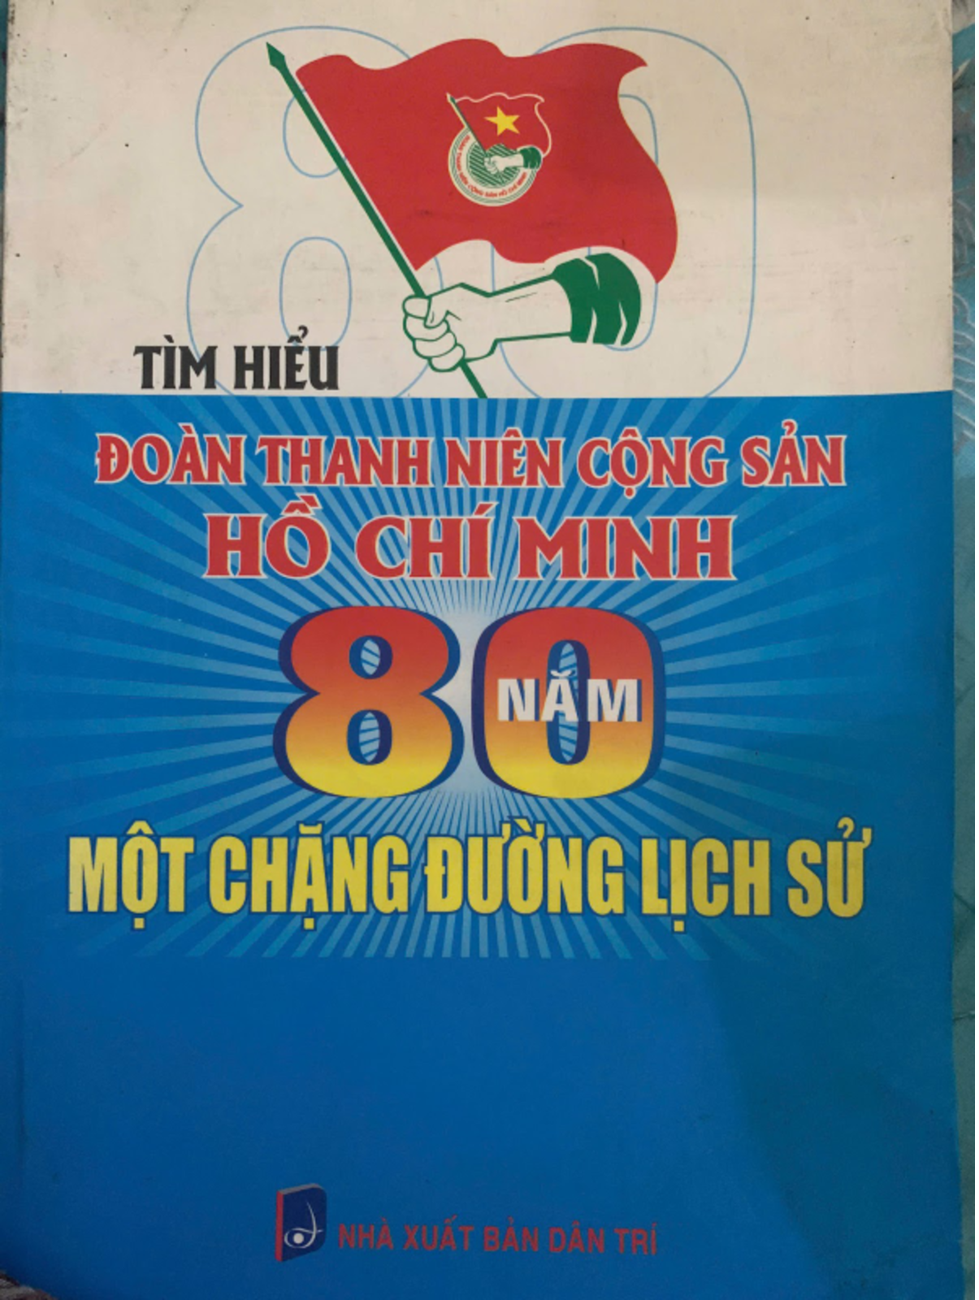 TÌM HIỂU
ĐOÀN THANH NIÊN CỘNG SẢN
HỒ CHÍ MINH
80
NĂM
MỘT CHẶNG ĐƯỜNG LỊCH SỬ
NHÀ XUẤT BẢN DÂN TRÍ